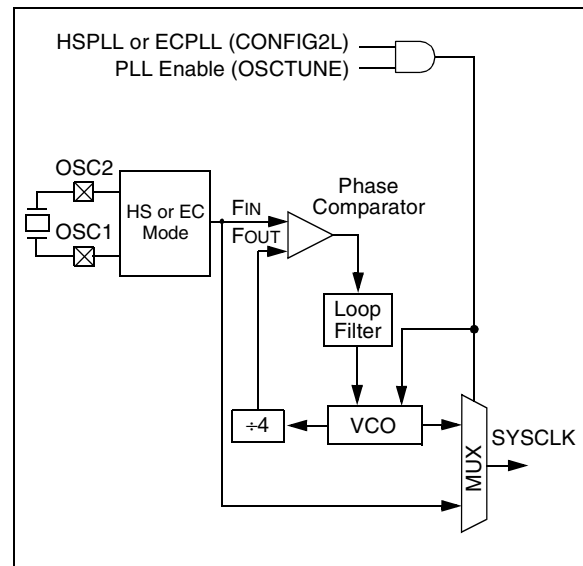 HSPLL or ECPLL (CONFIG2L)
PLL Enable (OSCTUNE)
OSC2
OSC1
HS or EC
Mode
FIN
FOUT
Phase
Comparator
Loop
Filter
÷4
VCO
MUX
SYSCLK